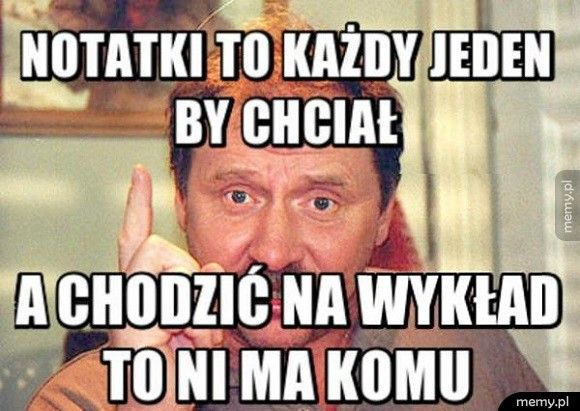 NOTATKI TO KAŻDY JEDEN
BY CHCIAŁ
A CHODZIĆ NA WYKŁAD
TO NI MA KOMU
memy.pl
memy.pl